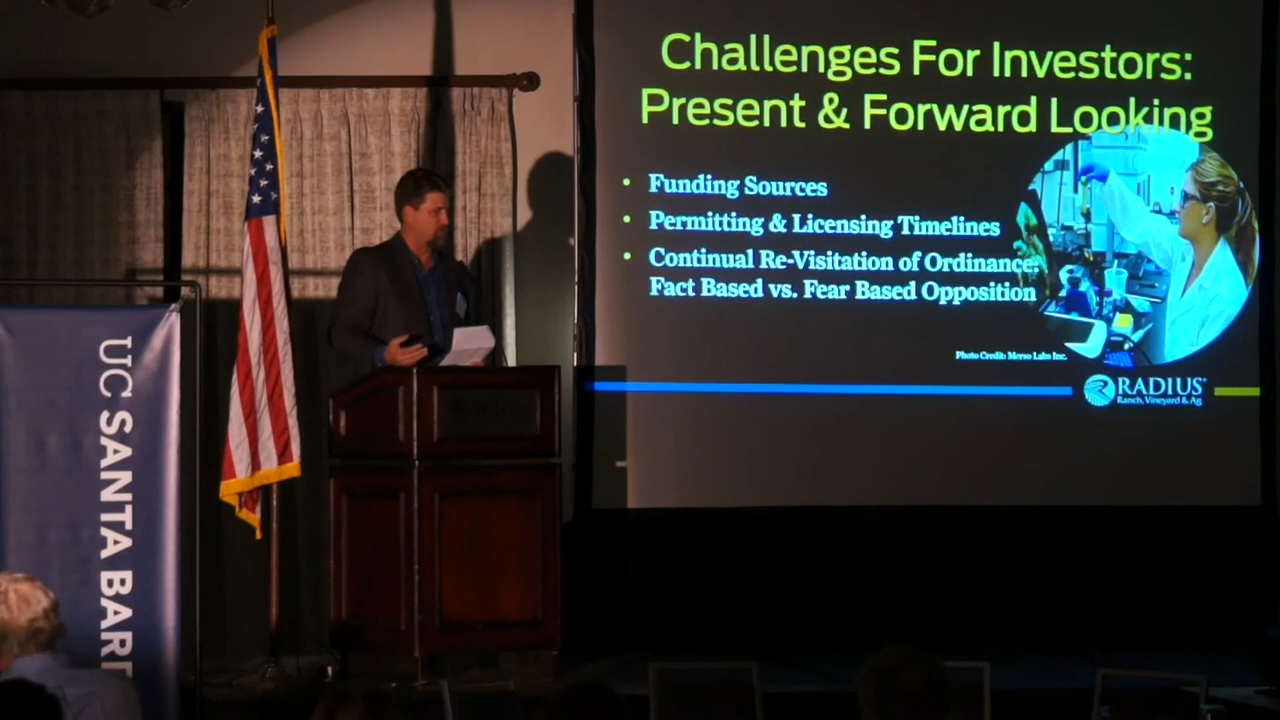 Challenges For Investors:
Present & Forward Looking
• Funding Sources
• Permitting & Licensing Timelines
• Continual Re-Visitation of Ordinance:
Fact Based vs. Fear Based Opposition
Photo Credit: Merso Labs Inc.
RADIUS
Ranch, Vineyard & Ag
UC SANTA BAR